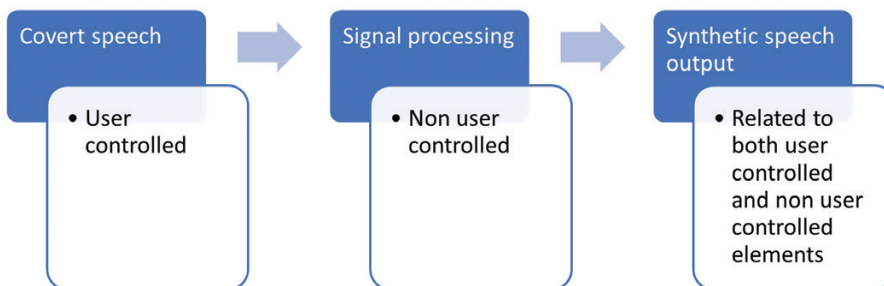 Covert speech
• User
controlled
Signal processing
• Non user
controlled
Synthetic speech
output
• Related to
both user
controlled
and non user
controlled
elements